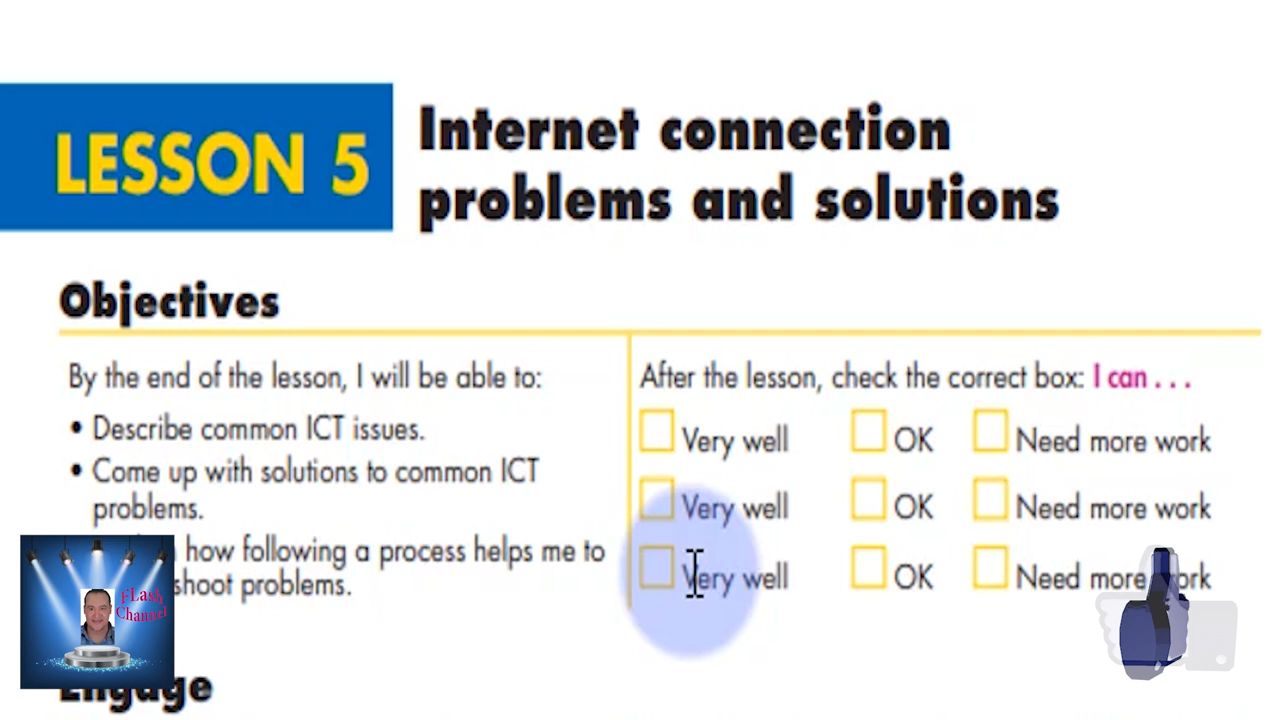 LESSON 5
Internet connection
problems and solutions
Objectives
By the end of the lesson, I will be able to:
• Describe common ICT issues.
• Come up with solutions to common ICT
problems.
how following a process helps me to
shoot problems.
After the lesson, check the correct box: I can . . .
Very well OK Need more work
Very well OK Need more work
Very well OK Need more work
FLash
Channel
Engage